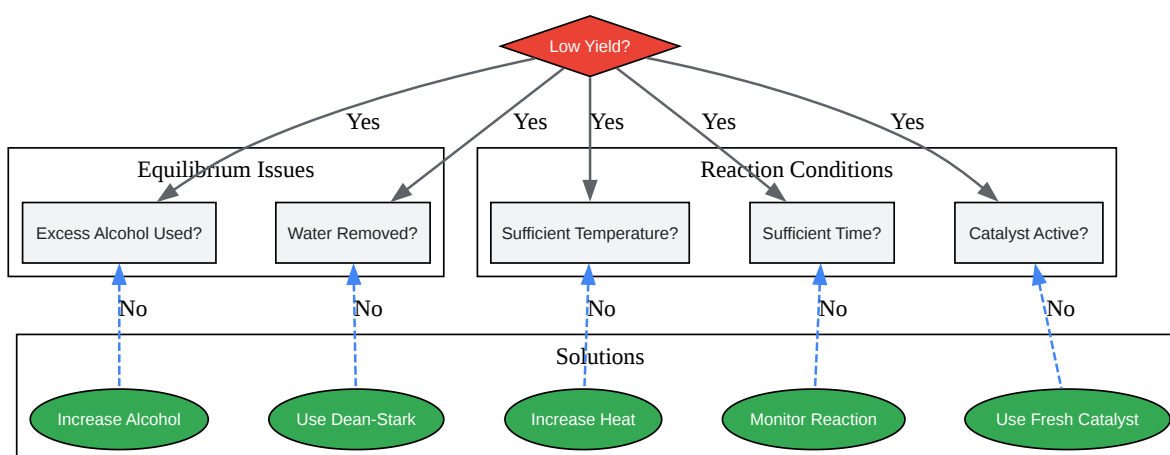 Low Yield?
Yes
Yes
Yes
Yes
Yes
Equilibrium Issues
Reaction Conditions
Excess Alcohol Used?
Water Removed?
Sufficient Temperature?
Sufficient Time?
Catalyst Active?
No
No
No
No
No
Solutions
Increase Alcohol
Use Dean-Stark
Increase Heat
Monitor Reaction
Use Fresh Catalyst